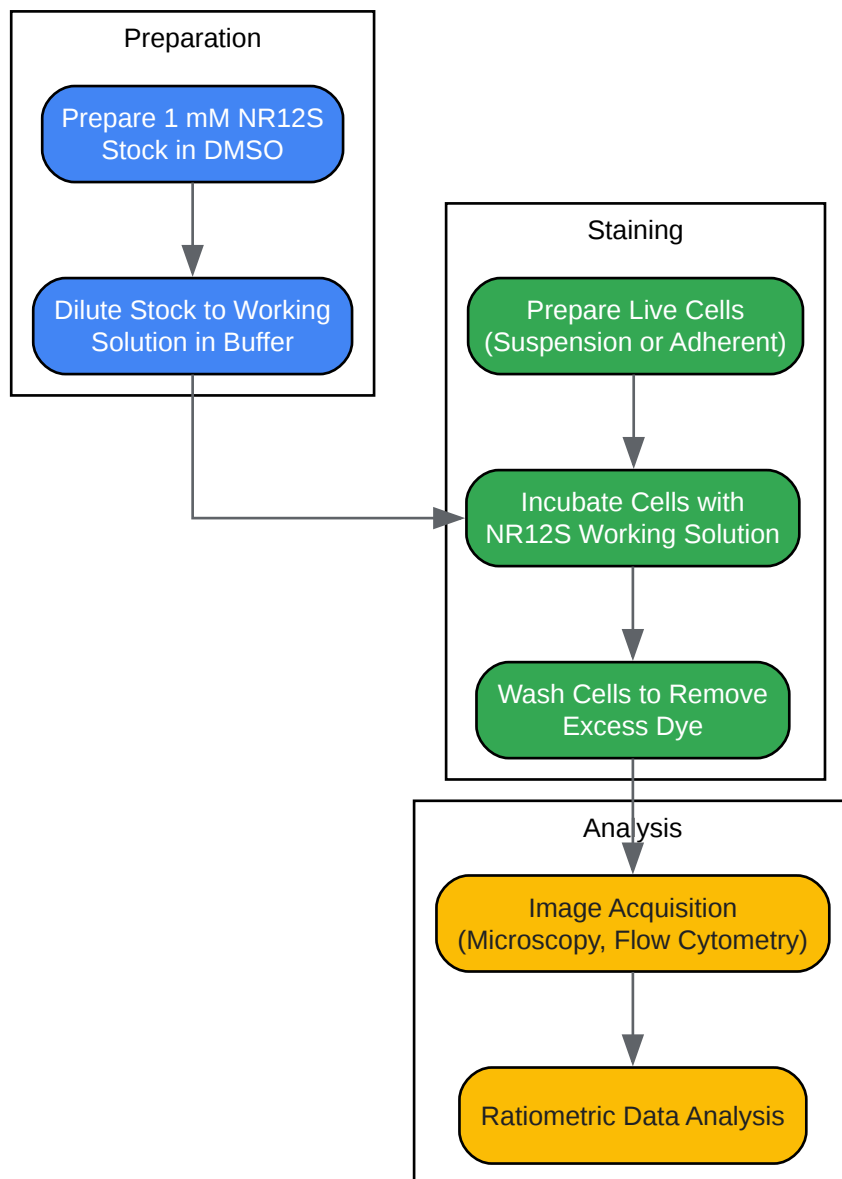 Preparation
Prepare 1 mM NR12S
Stock in DMSO
Dilute Stock to Working
Solution in Buffer
Staining
Prepare Live Cells
(Suspension or Adherent)
Incubate Cells with
NR12S Working Solution
Wash Cells to Remove
Excess Dye
Analysis
Image Acquisition
(Microscopy, Flow Cytometry)
Ratiometric Data Analysis